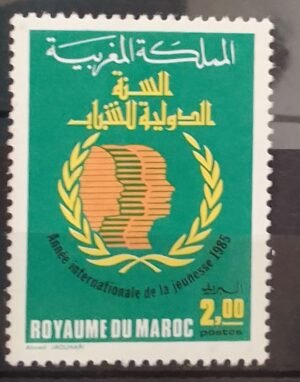 المملكة المغربية
السنة
الدولية للشباب
Année internationale de la jeunesse 1985
البريد
2,00
postes
ROYAUME DU MAROC